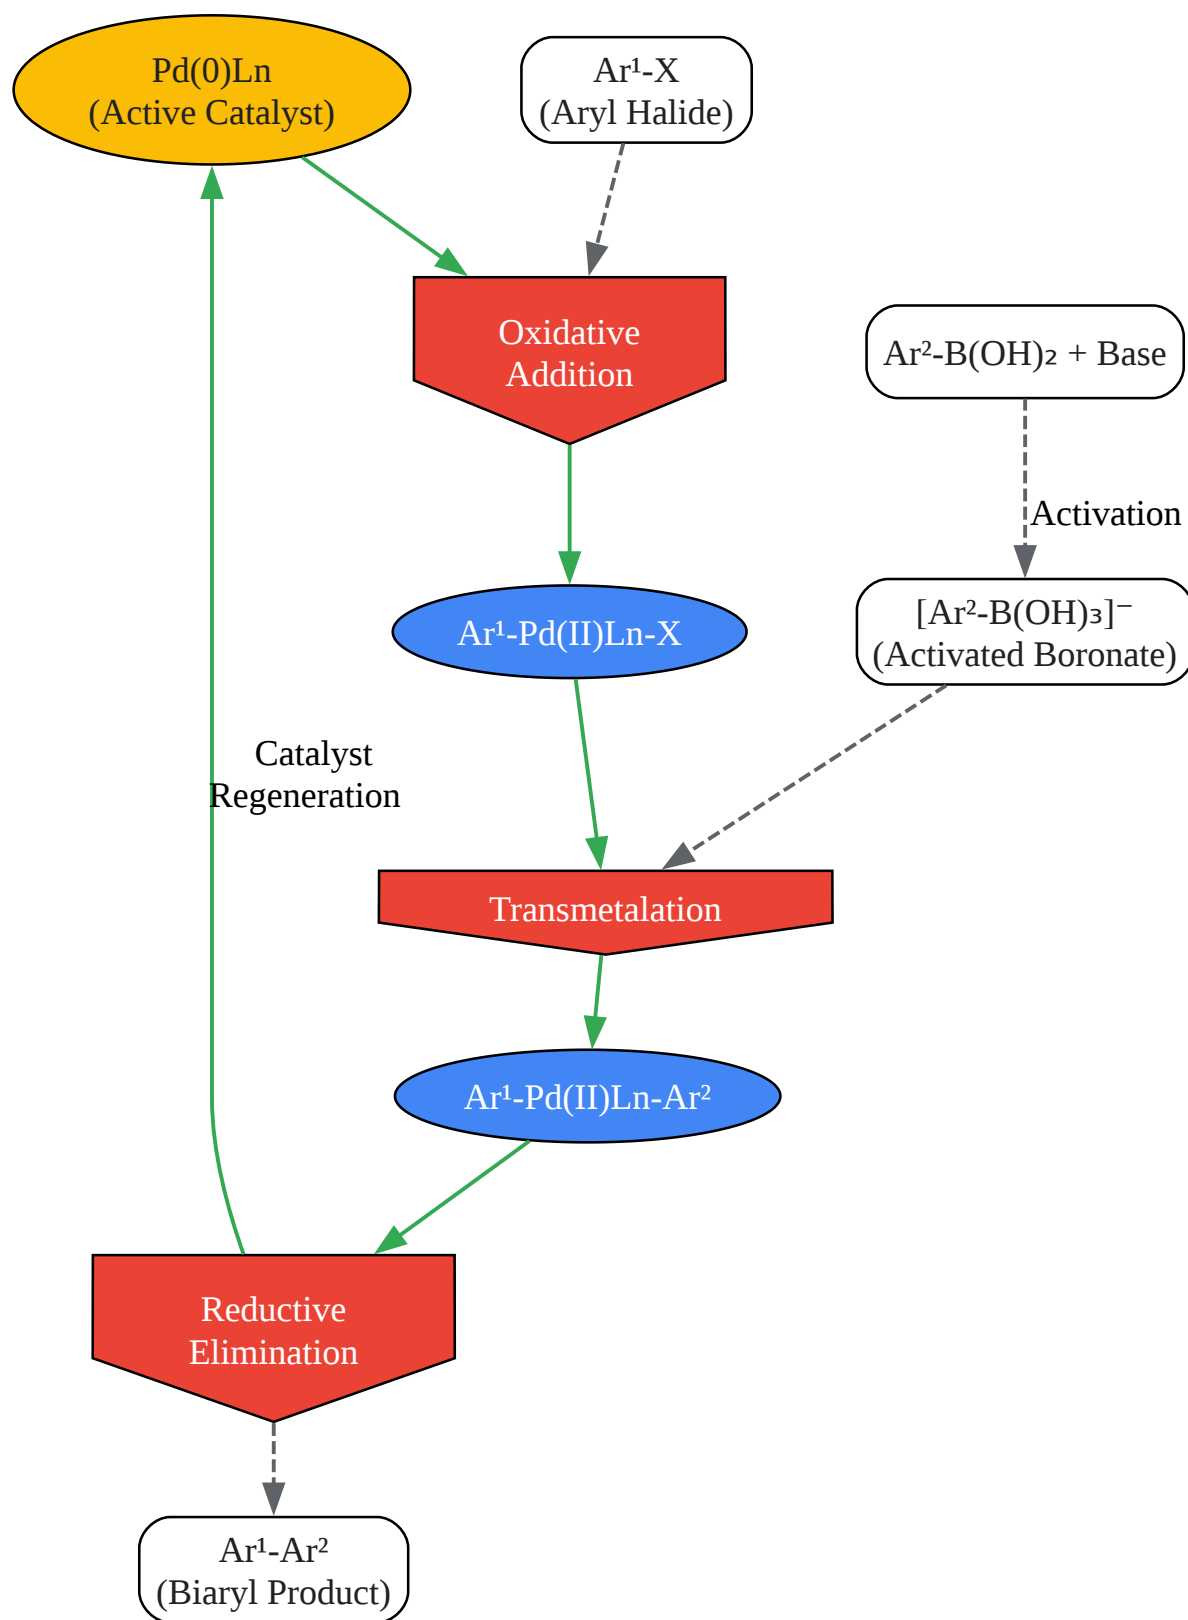 Pd(0)Ln
(Active Catalyst)
Ar¹-X
(Aryl Halide)
Oxidative
Addition
Ar²-B(OH)₂ + Base
Activation
Ar¹-Pd(II)Ln-X
[Ar²-B(OH)₃]⁻
(Activated Boronate)
Catalyst
Regeneration
Transmetalation
Ar¹-Pd(II)Ln-Ar²
Reductive
Elimination
Ar¹-Ar²
(Biaryl Product)